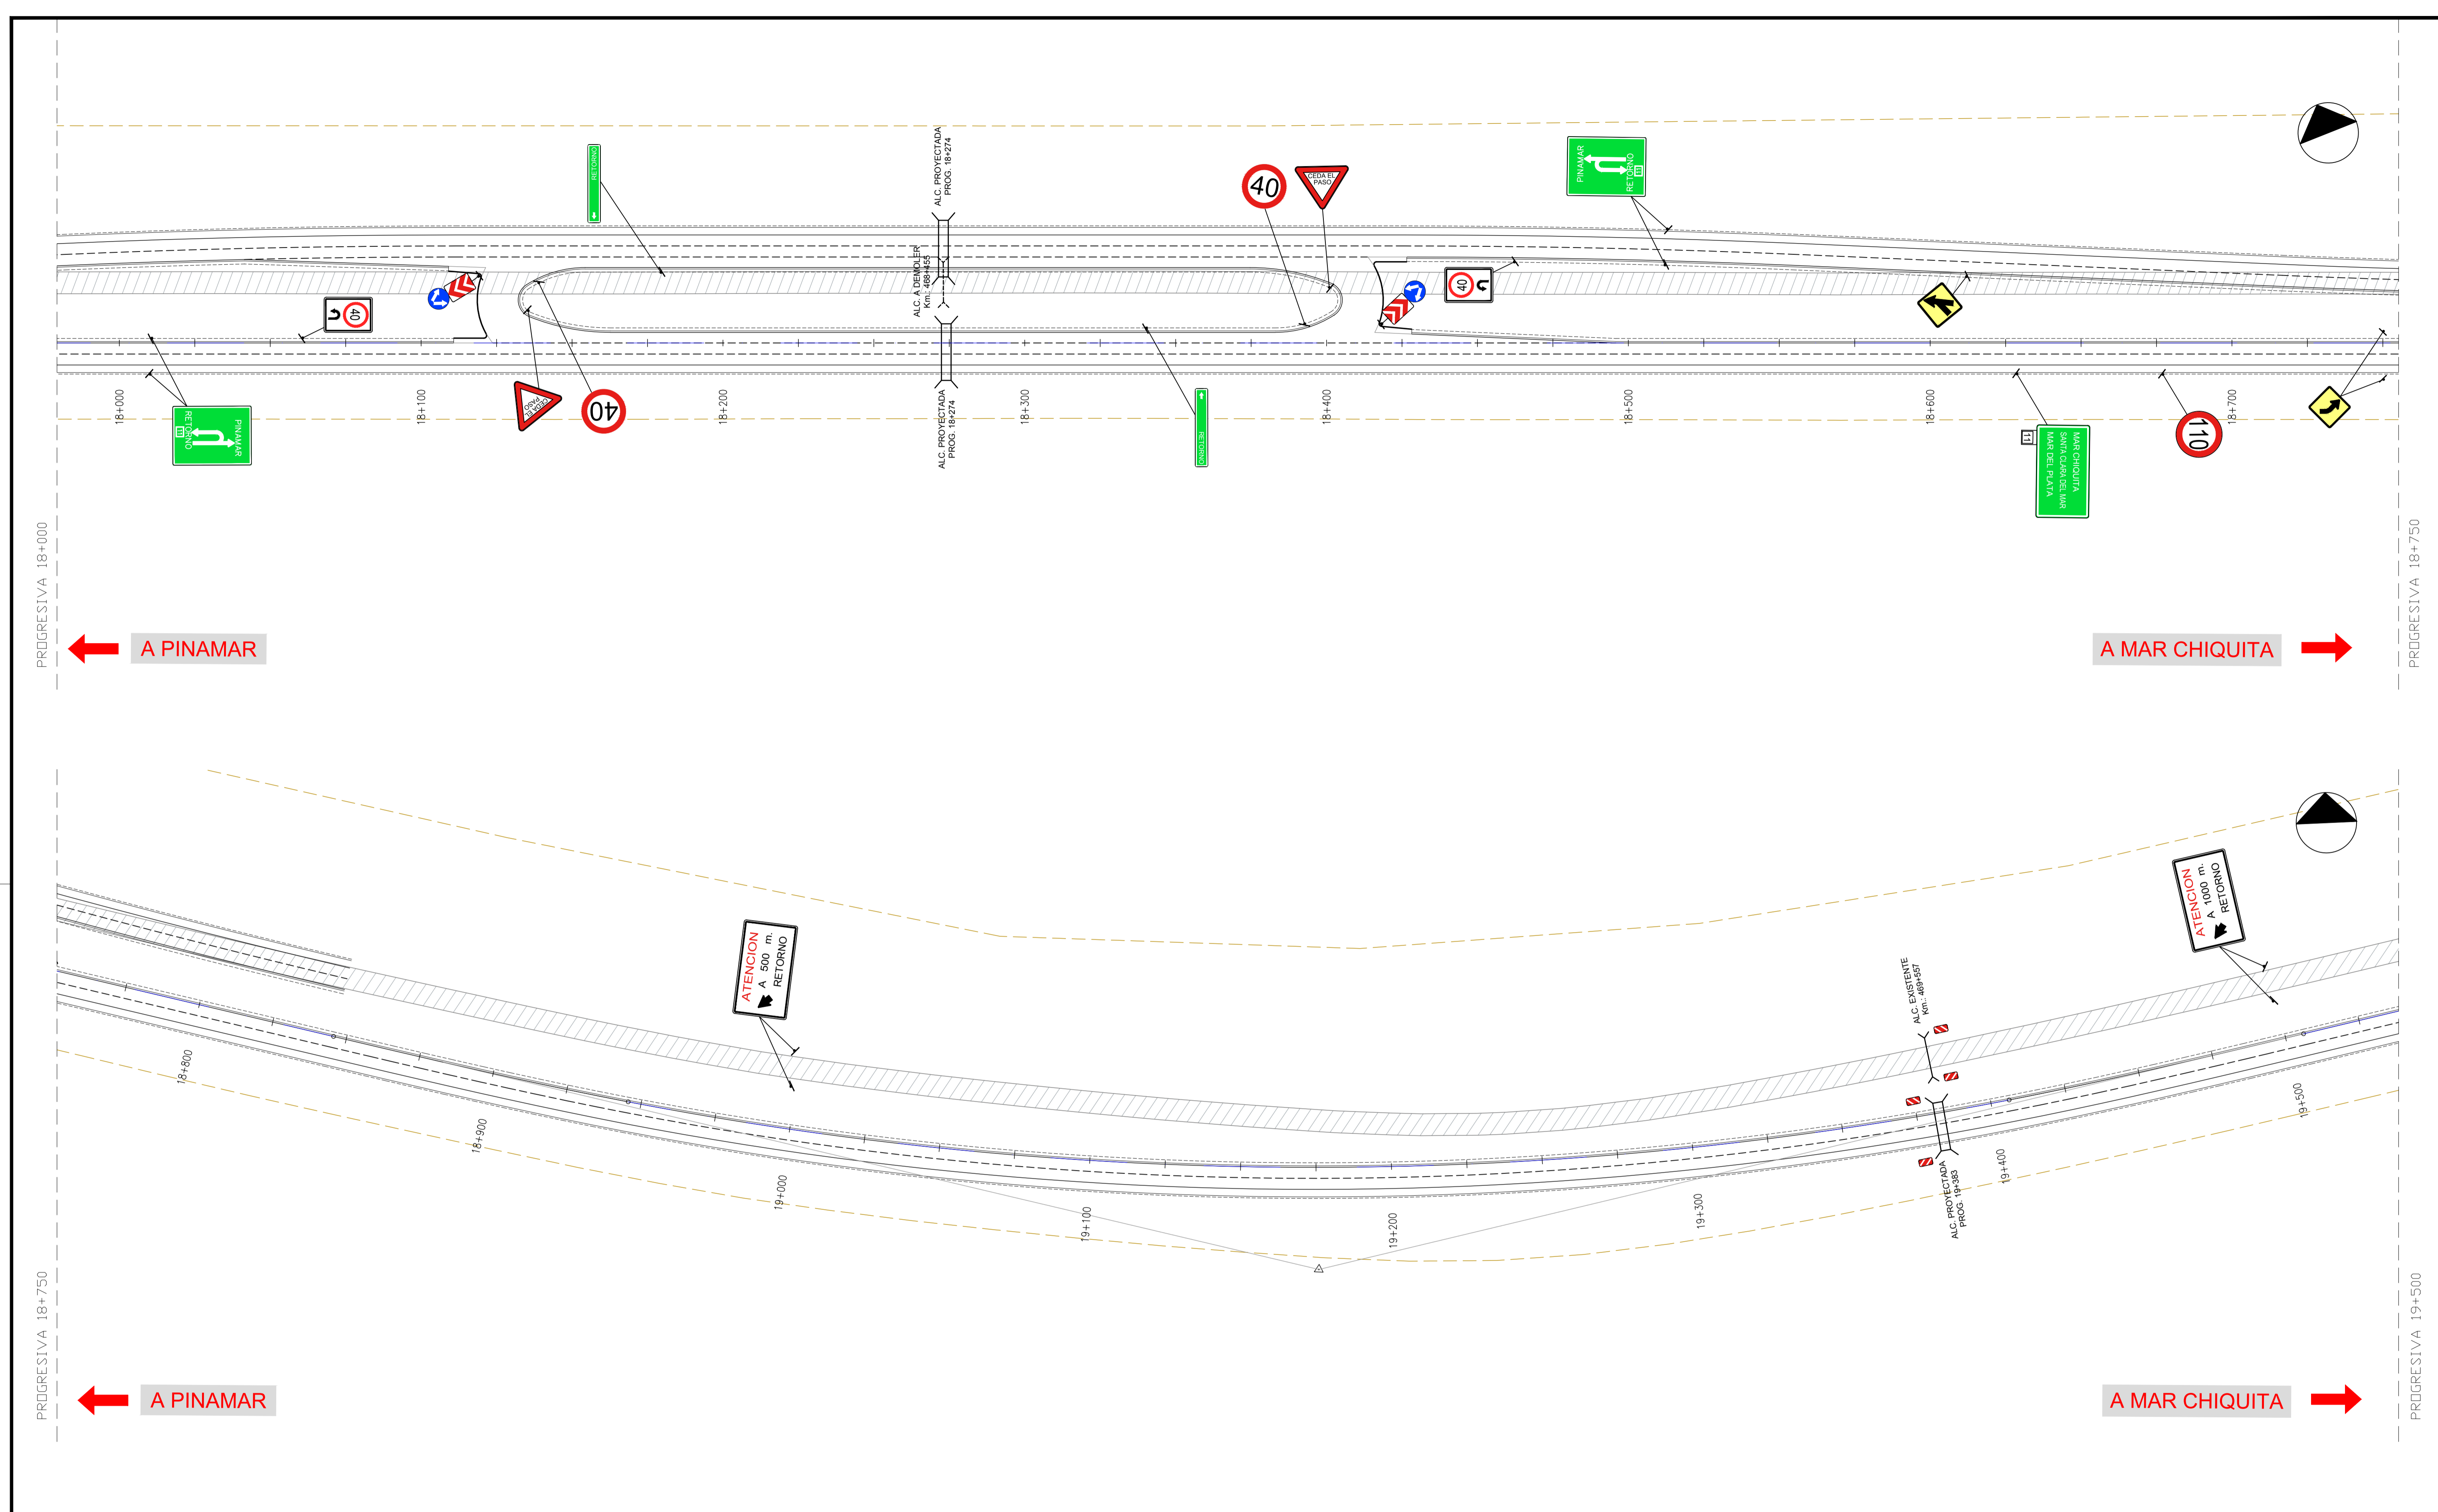 RETORNO
ALC. PROYECTADA
PROG. 18+274
ALC. A DEMOLER
Km.: 468+455
40
CEDA EL
PASO
PINAMAR
RETORNO
11
40
40
18+000
18+100
18+200
18+300
18+400
18+500
18+600
18+700
PINAMAR
RETORNO
11
CEDA EL
PASO
40
ALC. PROYECTADA
PROG. 18+274
RETORNO
11
MAR CHIQUITA
SANTA CLARA DEL MAR
MAR DEL PLATA
110
PROGRESIVA 18+000
PROGRESIVA 18+750
A PINAMAR
A MAR CHIQUITA
ATENCION
A 500 m.
RETORNO
ATENCION
A 1000 m.
RETORNO
ALC. EXISTENTE
Km.: 469+557
ALC. PROYECTADA
PROG. 19+383
18+800
18+900
19+000
19+100
19+200
19+300
19+400
19+500
PROGRESIVA 18+750
PROGRESIVA 19+500
A PINAMAR
A MAR CHIQUITA